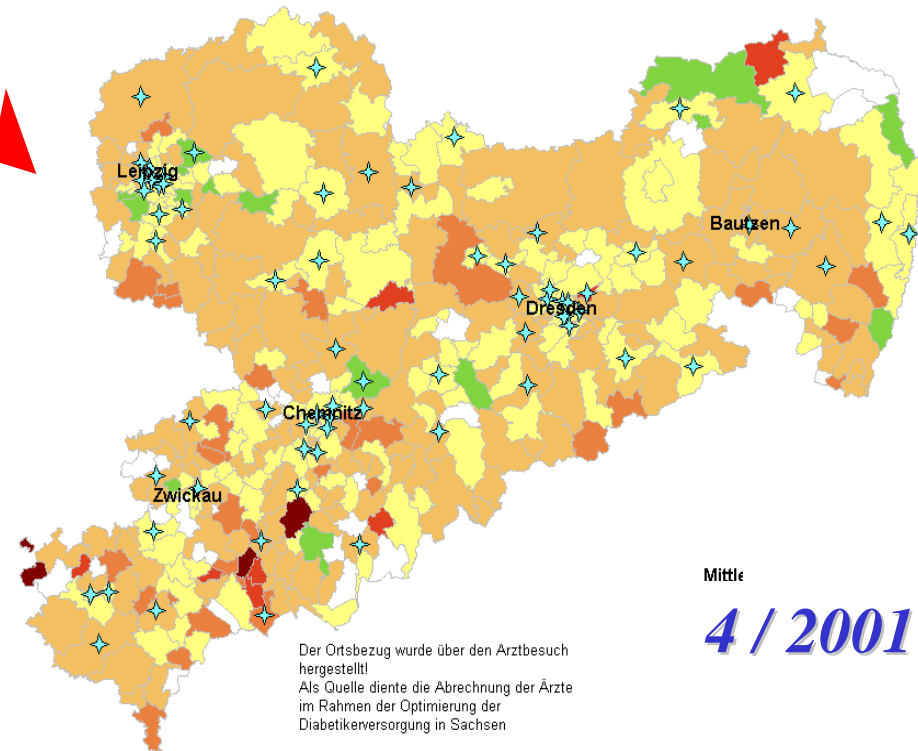 Leipzig
Bautzen
Dresden
Chemnitz
Zwickau
Mittle
4 / 2001
Der Ortsbezug wurde über den Arztbesuch
hergestellt!
Als Quelle diente die Abrechnung der Ärzte
im Rahmen der Optimierung der
Diabetikerversorgung in Sachsen